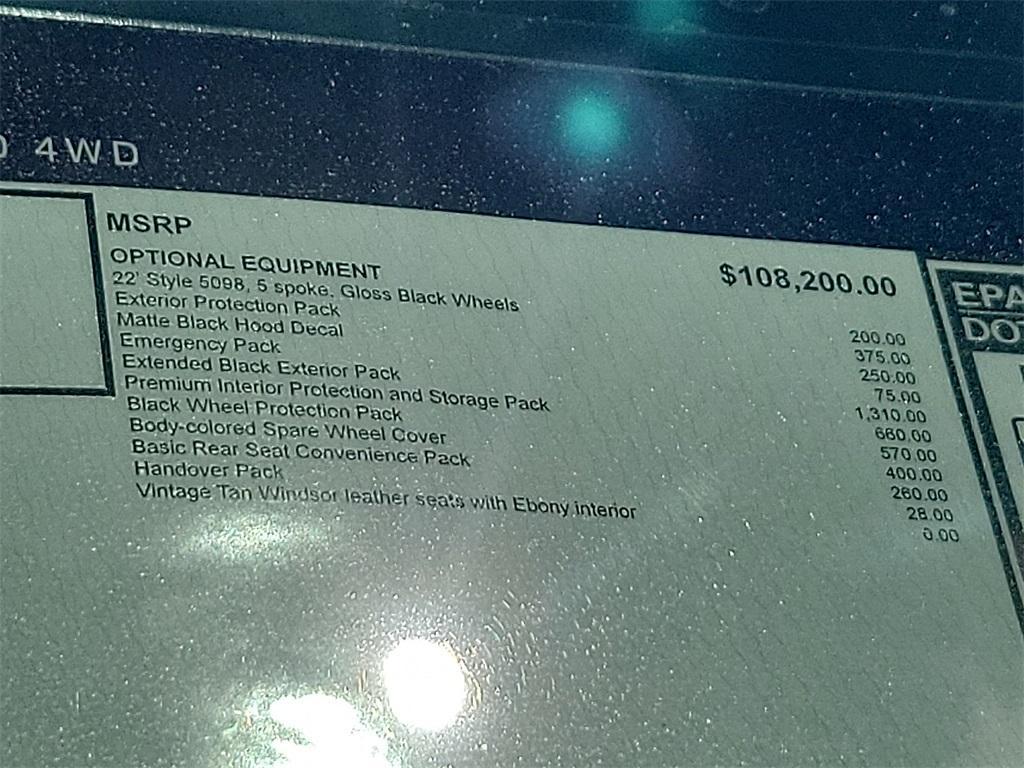 4WD
MSRP $108,200.00
OPTIONAL EQUIPMENT
22' Style 5098, 5 spoke, Gloss Black Wheels 200.00
Exterior Protection Pack 375.00
Matte Black Hood Decal 250.00
Emergency Pack 75.00
Extended Black Exterior Pack 1,310.00
Premium Interior Protection and Storage Pack 660.00
Black Wheel Protection Pack 570.00
Body-colored Spare Wheel Cover 400.00
Basic Rear Seat Convenience Pack 260.00
Handover Pack 28.00
Vintage Tan Windsor leather seats with Ebony interior 0.00
EPA
DOT